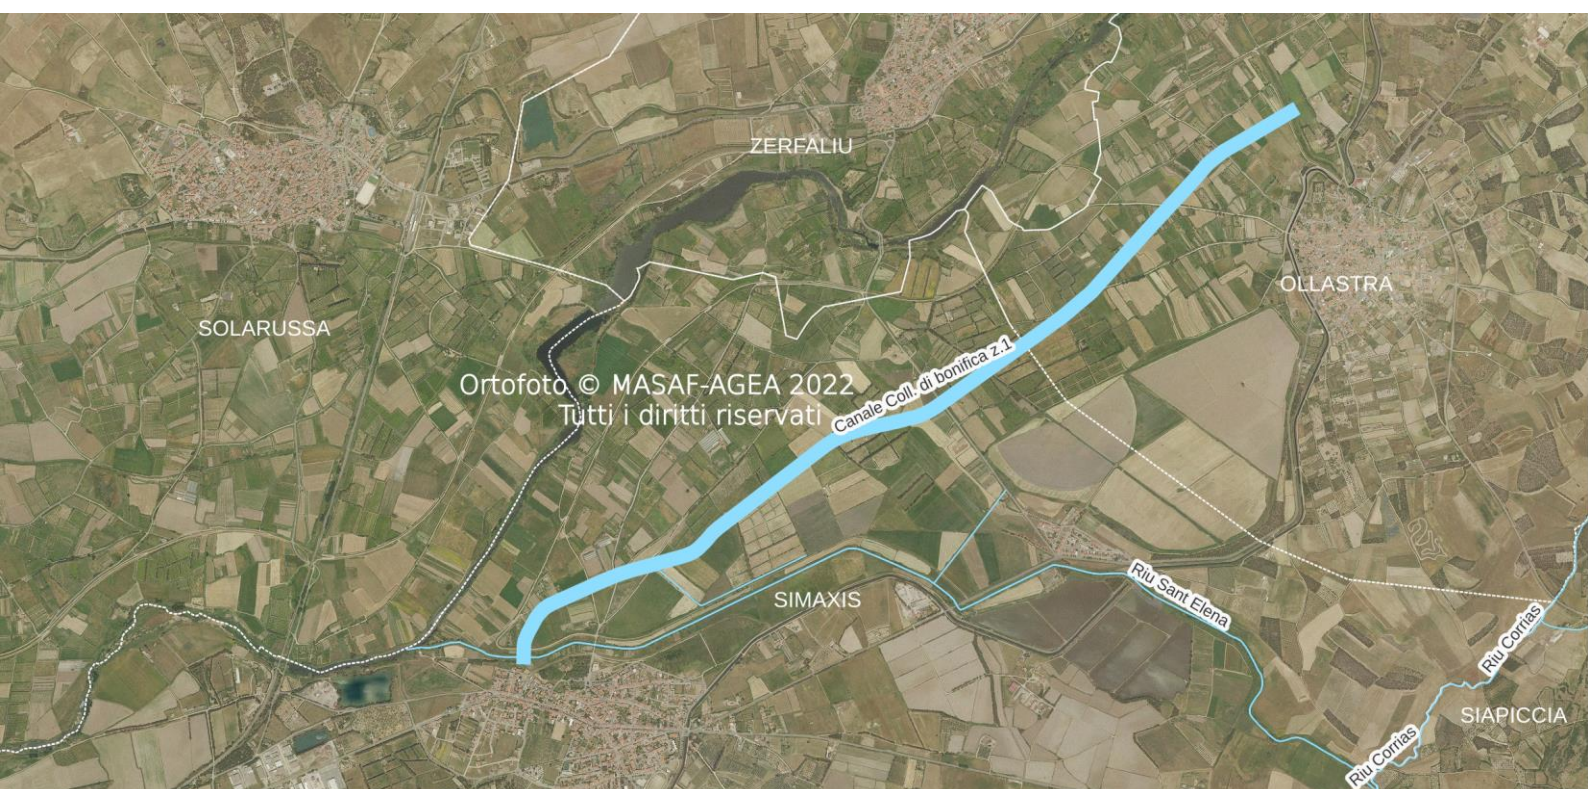 ZERFALIU
OLLASTRA
SOLARUSSA
Canale Coll. di bonifica z.1
Ortofoto © MASAF-AGEA 2022
Tutti i diritti riservati
Riu Sant Elena
SIMAXIS
Riu Corrias
SIAPICCIA
Riu Corrias